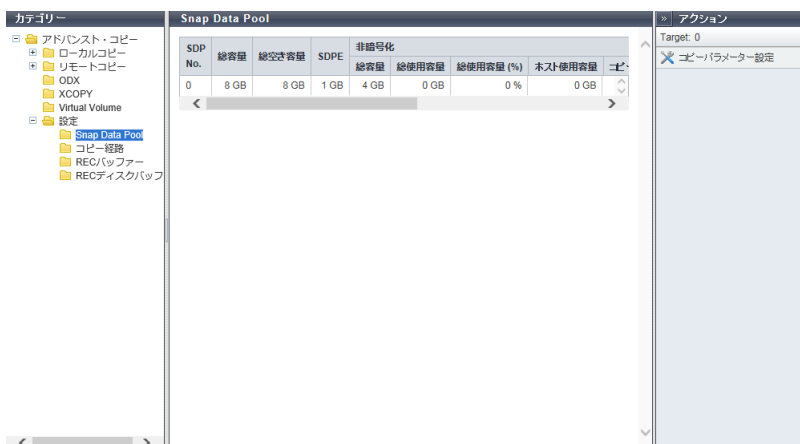 カテゴリー
アドバンスト・コピー
ローカルコピー
リモートコピー
ODX
XCOPY
Virtual Volume
設定
Snap Data Pool
コピー経路
RECバッファー
RECディスクバッフ
Snap Data Pool
SDP No. 総容量 総空き容量 SDPE 非暗号化
総容量 総使用容量 総使用容量 (%) ホスト使用容量 コピー
0 8 GB 8 GB 1 GB 4 GB 0 GB 0 % 0 GB
» アクション
Target: 0
コピーパラメーター設定